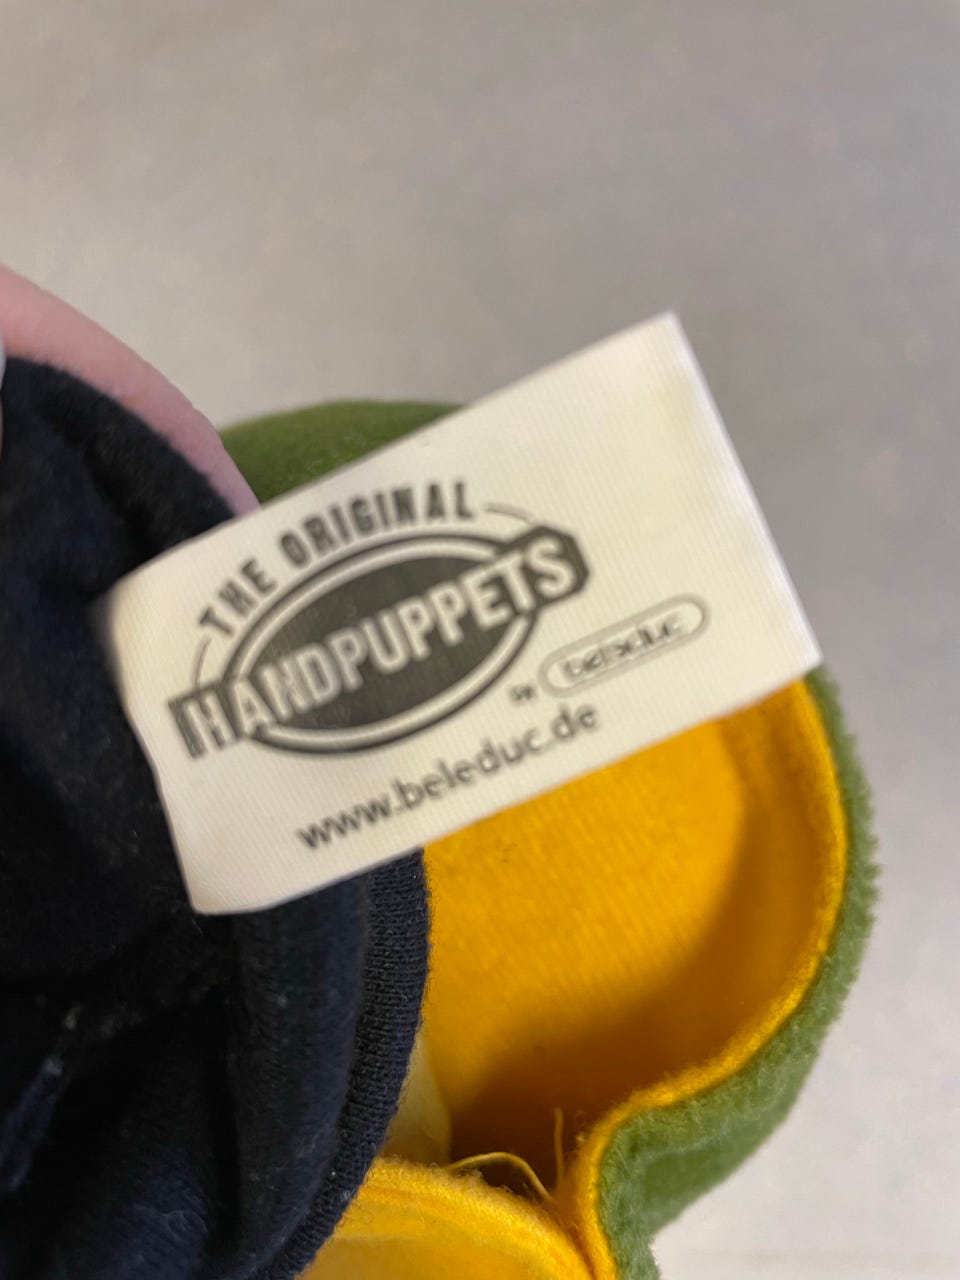 THE ORIGINAL
HANDPUPPETS
by beleduc
www.beleduc.de